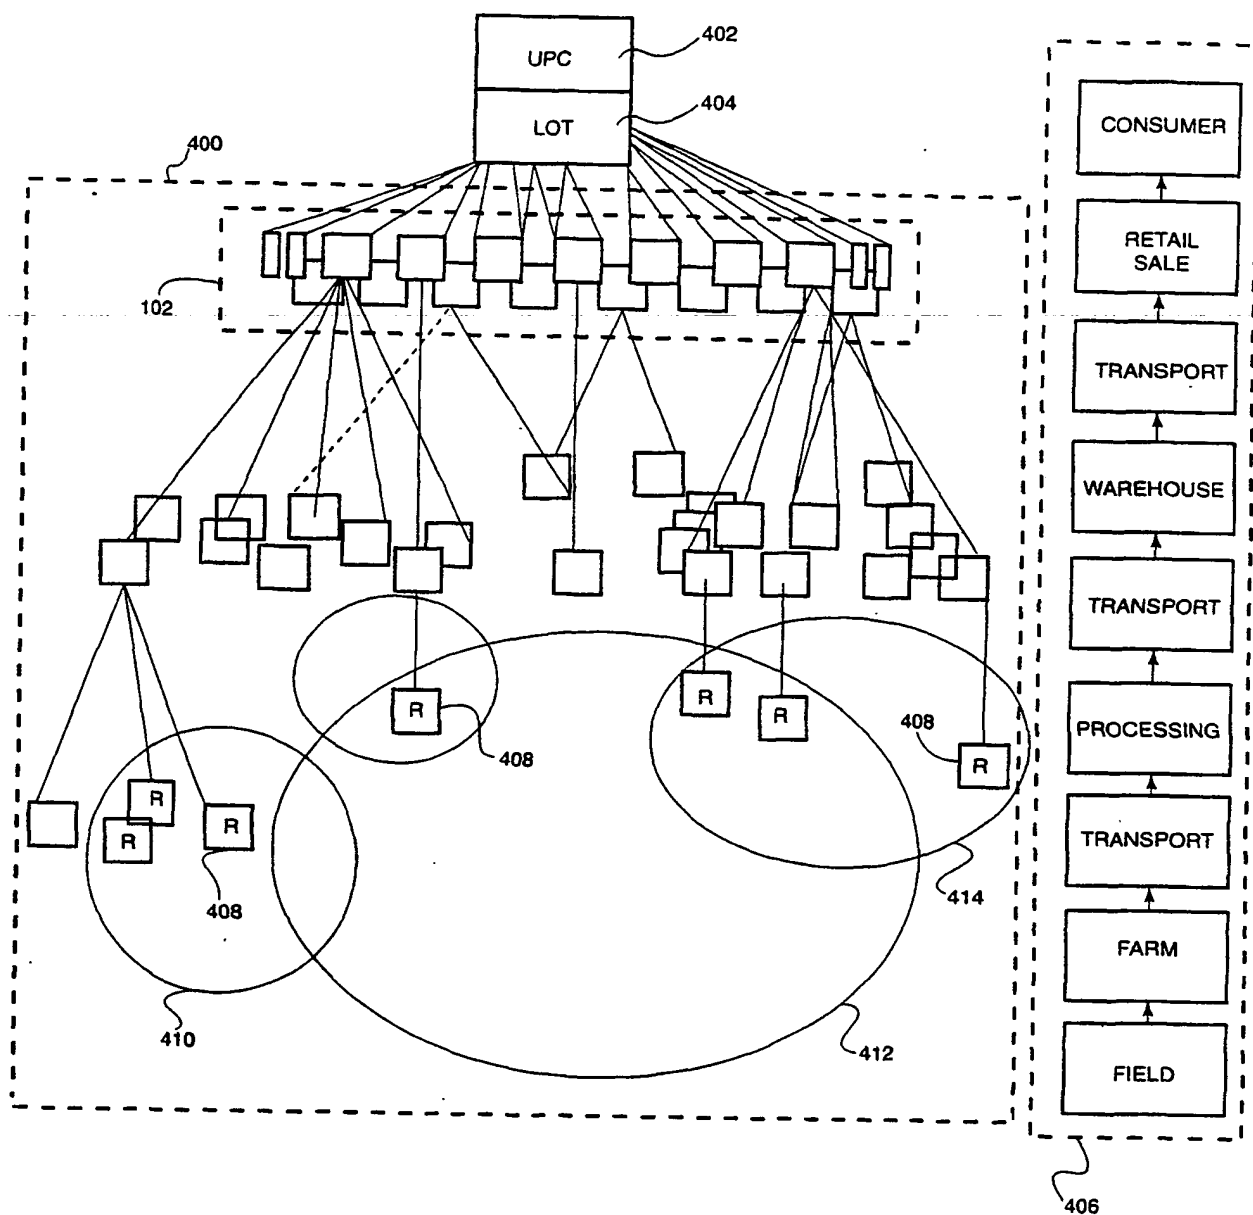 UPC
402
LOT
404
400
102
R
408
R
R
408
R
R
R
408
R
410
412
414
CONSUMER
RETAIL
SALE
TRANSPORT
WAREHOUSE
TRANSPORT
PROCESSING
TRANSPORT
FARM
FIELD
406